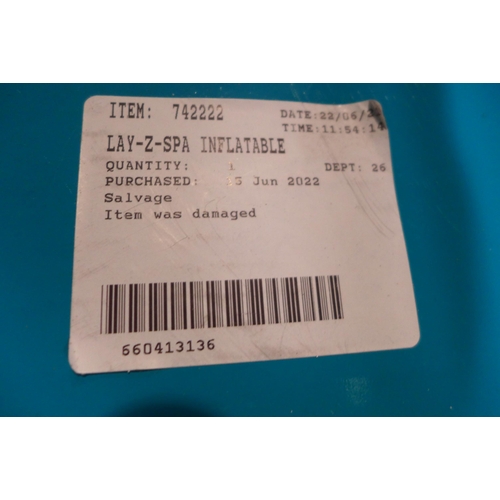 ITEM: 742222
DATE:22/06/
TIME:11:54:14
LAY-Z-SPA INFLATABLE
QUANTITY: 1 DEPT: 26
PURCHASED: Jun 2022
Salvage
Item was damaged
660413136